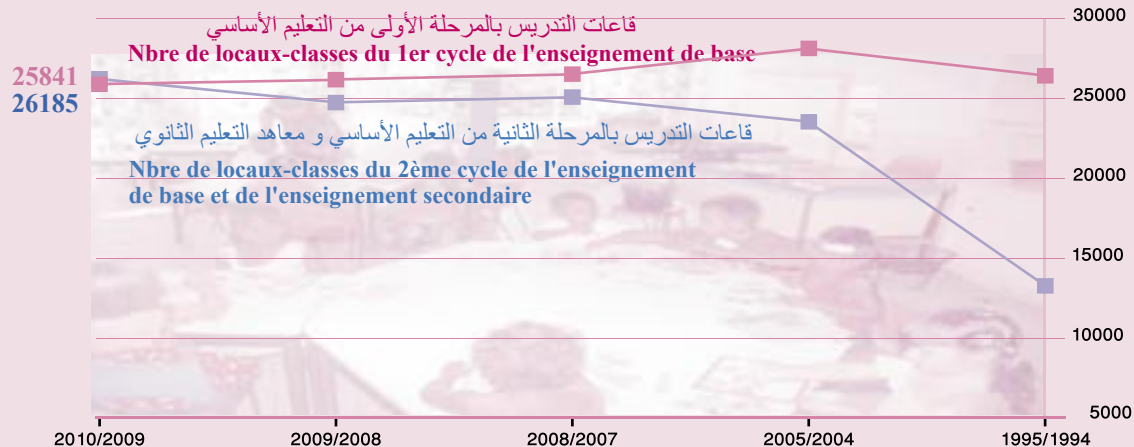 قاعات التدريس بالمرحلة الأولى من التعليم الأساسي
Nbre de locaux-classes du 1er cycle de l'enseignement de base
30000
25841
26185
25000
قاعات التدريس بالمرحلة الثانية من التعليم الأساسي و معاهد التعليم الثانوي
Nbre de locaux-classes du 2ème cycle de l'enseignement
de base et de l'enseignement secondaire
20000
15000
10000
5000
2010/2009 2009/2008 2008/2007 2005/2004 1995/1994